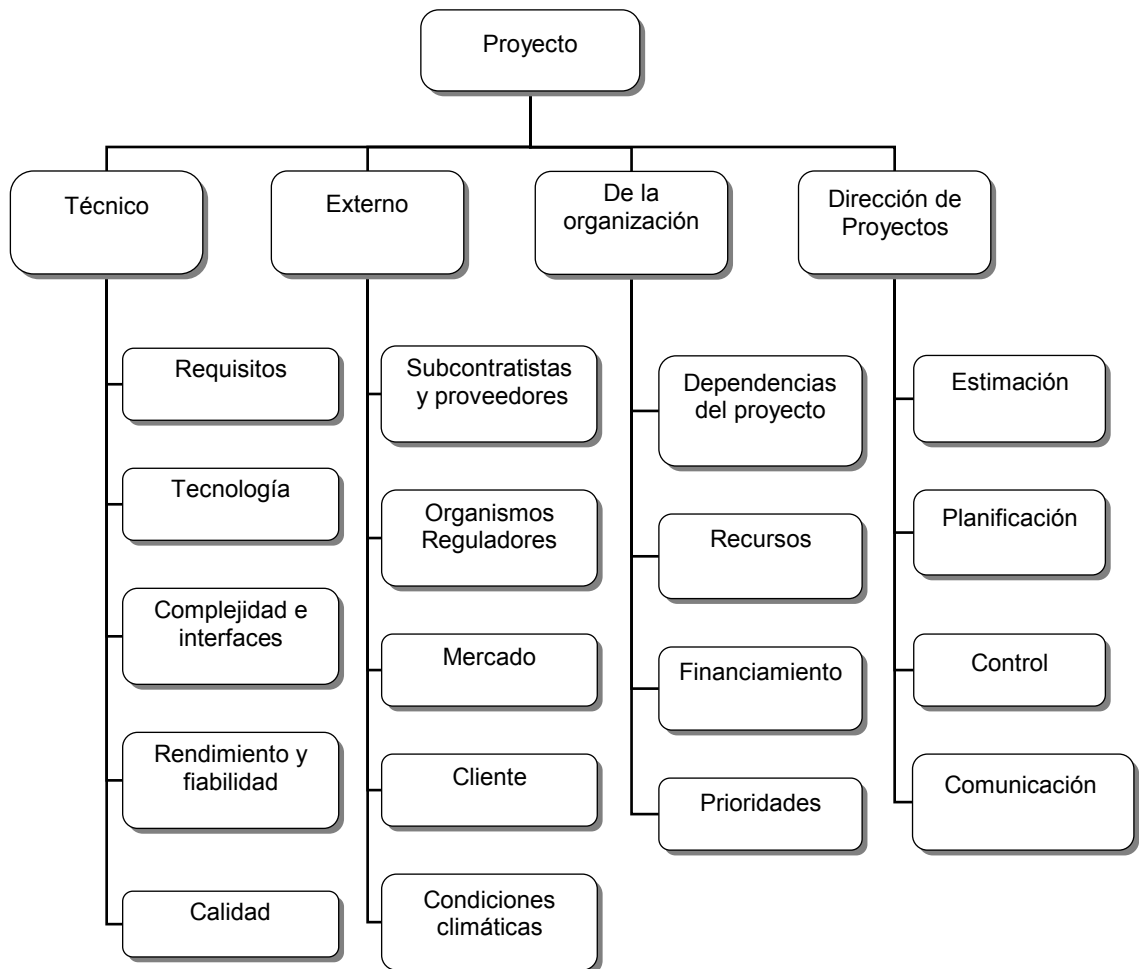 Proyecto
Técnico
Externo
De la
organización
Dirección de
Proyectos
Requisitos
Tecnología
Complejidad e
interfaces
Rendimiento y
fiabilidad
Calidad
Subcontratistas
y proveedores
Organismos
Reguladores
Mercado
Cliente
Condiciones
climáticas
Dependencias
del proyecto
Recursos
Financiamiento
Prioridades
Estimación
Planificación
Control
Comunicación